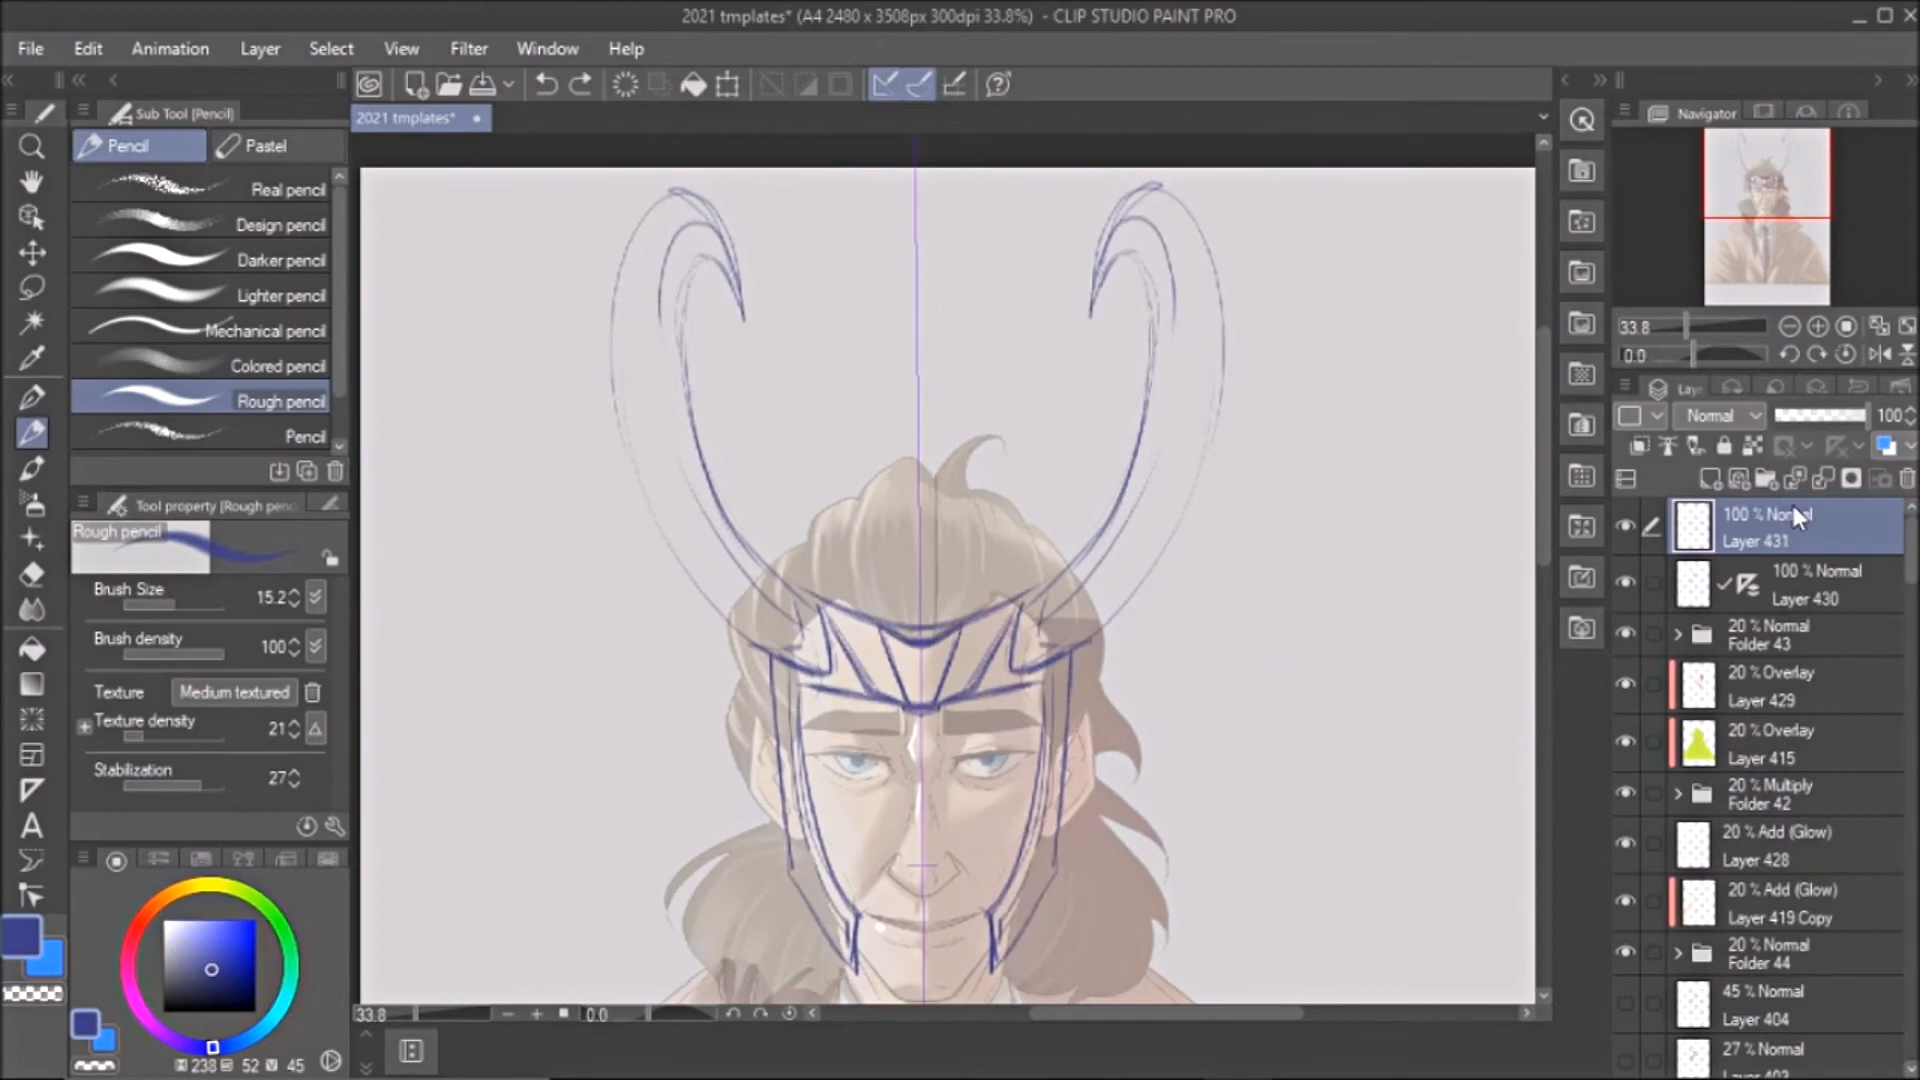 2021 tmplates* (A4 2480 x 3508px 300dpi 33.8%) - CLIP STUDIO PAINT PRO
File Edit Animation Layer Select View Filter Window Help
Sub Tool [Pencil]
Pencil Pastel
Real pencil
Design pencil
Darker pencil
Lighter pencil
Mechanical pencil
Colored pencil
Rough pencil
Pencil
Tool property [Rough penc
Rough pencil
Brush Size 15.2
Brush density 100
Texture Medium textured
Texture density 21
Stabilization 27
238 52 45
2021 tmplates*
33.8 0.0
Navigator
33.8
0.0
Normal 100
100 % Normal
Layer 431
100 % Normal
Layer 430
20 % Normal
Folder 43
20 % Overlay
Layer 429
20 % Overlay
Layer 415
20 % Multiply
Folder 42
20 % Add (Glow)
Layer 428
20 % Add (Glow)
Layer 419 Copy
20 % Normal
Folder 44
45 % Normal
Layer 404
27 % Normal